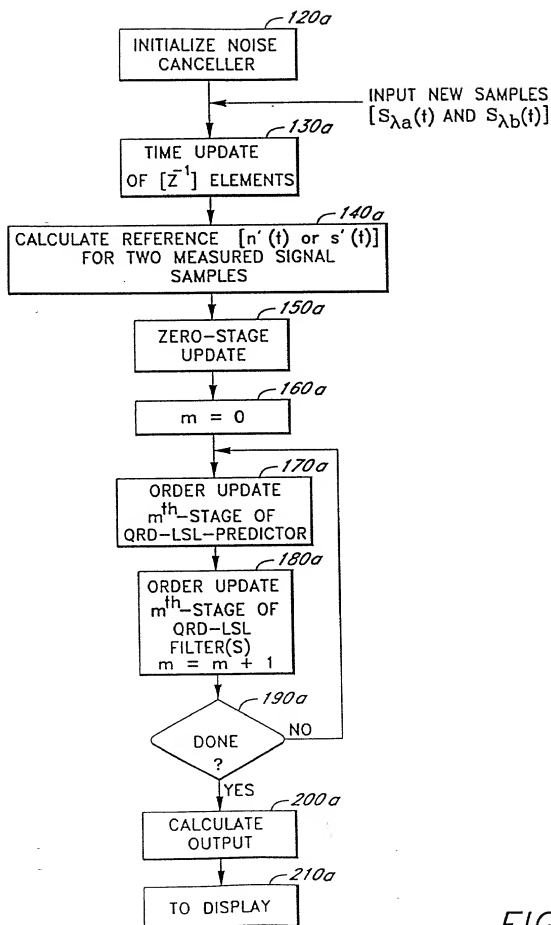 120a
INITIALIZE NOISE
CANCELLER
INPUT NEW SAMPLES
[Sλa(t) AND Sλb(t)]
130a
TIME UPDATE
OF [Z⁻¹] ELEMENTS
140a
CALCULATE REFERENCE [n'(t) or s'(t)]
FOR TWO MEASURED SIGNAL
SAMPLES
150a
ZERO-STAGE
UPDATE
160a
m = 0
170a
ORDER UPDATE
mth-STAGE OF
QRD-LSL-PREDICTOR
180a
ORDER UPDATE
mth-STAGE OF
QRD-LSL
FILTER(S)
m = m + 1
190a
DONE
?
NO
YES
200a
CALCULATE
OUTPUT
210a
TO DISPLAY
FIG